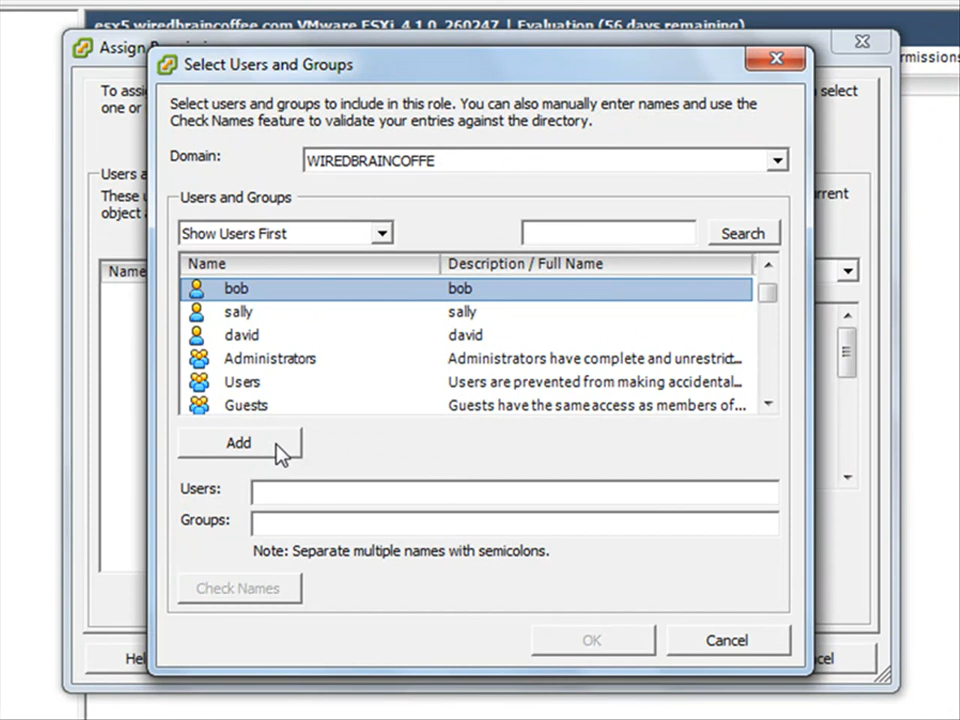 esx5.wiredbraincoffee.com VMware ESXi, 4.1.0, 260247 | Evaluation (56 days remaining)
Assign
rmissions
To assi
select
one or
Users a
These u
rrent
object a
Name
Hel
cel
Select Users and Groups
Select users and groups to include in this role. You can also manually enter names and use the
Check Names feature to validate your entries against the directory.
Domain:
WIREDBRAINCOFFE
Users and Groups
Show Users First
Search
Name Description / Full Name
bob bob
sally sally
david david
Administrators Administrators have complete and unrestrict...
Users Users are prevented from making accidental...
Guests Guests have the same access as members of...
Add
Users:
Groups:
Note: Separate multiple names with semicolons.
Check Names
OK Cancel